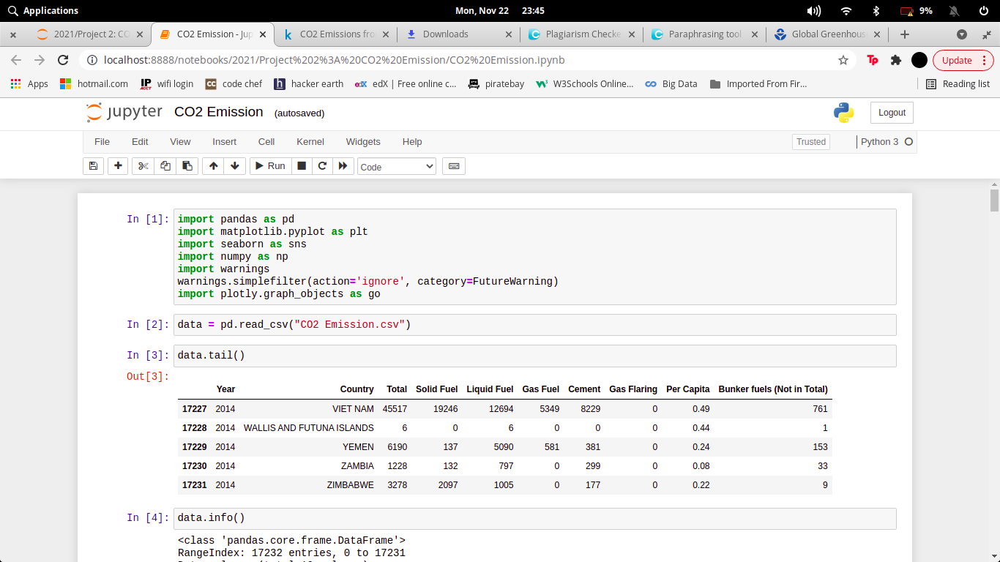 Applications
Mon, Nov 22 23:45
9%
2021/Project 2: CO
CO2 Emission - Jup
CO2 Emissions fro
Downloads
Plagiarism Checke
Paraphrasing tool
Global Greenhous
localhost:8888/notebooks/2021/Project%202%3A%20CO2%20Emission/CO2%20Emission.ipynb
Update
Apps
hotmail.com
wifi login
code chef
hacker earth
edX | Free online c...
piratebay
W3Schools Online...
Big Data
Imported From Fir...
Reading list
jupyter CO2 Emission (autosaved)
Logout
File Edit View Insert Cell Kernel Widgets Help
Trusted
Python 3
Run
Code
In [1]: import pandas as pd
import matplotlib.pyplot as plt
import seaborn as sns
import numpy as np
import warnings
warnings.simplefilter(action='ignore', category=FutureWarning)
import plotly.graph_objects as go
In [2]: data = pd.read_csv("CO2 Emission.csv")
In [3]: data.tail()
Out[3]:
Year Country Total Solid Fuel Liquid Fuel Gas Fuel Cement Gas Flaring Per Capita Bunker fuels (Not in Total)
17227 2014 VIET NAM 45517 19246 12694 5349 8229 0 0.49 761
17228 2014 WALLIS AND FUTUNA ISLANDS 6 0 6 0 0 0 0.44 1
17229 2014 YEMEN 6190 137 5090 581 381 0 0.24 153
17230 2014 ZAMBIA 1228 132 797 0 299 0 0.08 33
17231 2014 ZIMBABWE 3278 2097 1005 0 177 0 0.22 9
In [4]: data.info()
<class 'pandas.core.frame.DataFrame'>
RangeIndex: 17232 entries, 0 to 17231